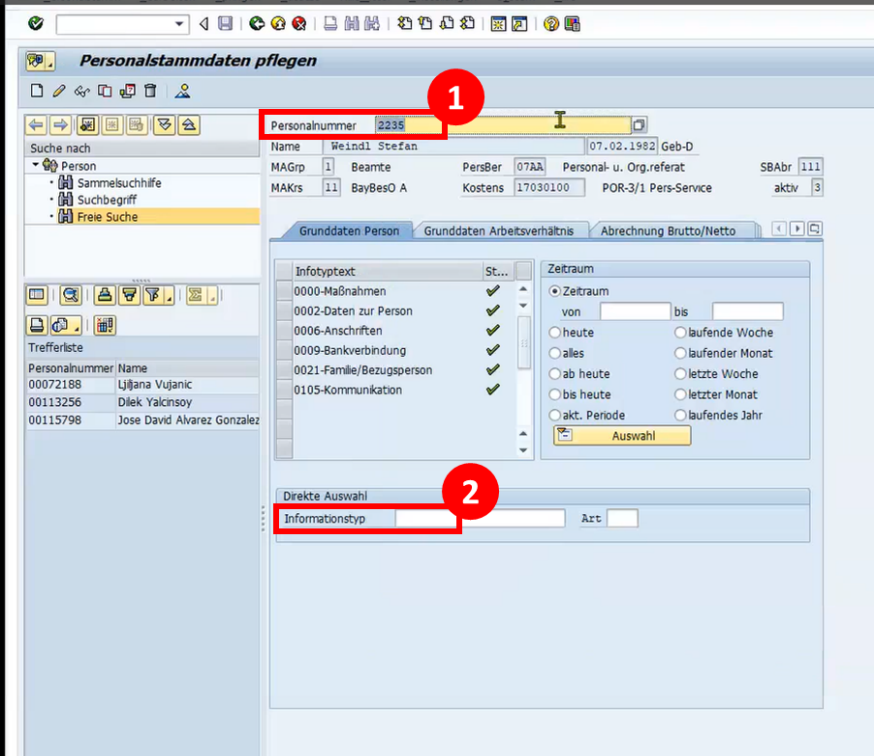 Personalstammdaten pflegen
1
Personalnummer 2235
Name Weindl Stefan 07.02.1982 Geb-D
MAGrp 1 Beamte PersBer 07AA Personal- u. Org.referat SBAbr 111
MAKrs 11 BayBesO A Kostens 17030100 POR-3/1 Pers-Service aktiv 3
Suche nach
Person
Sammelsuchhilfe
Suchbegriff
Freie Suche
Trefferliste
Personalnummer Name
00072188 Ljiljana Vujanic
00113256 Dilek Yalcinsoy
00115798 Jose David Alvarez Gonzalez
Grunddaten Person Grunddaten Arbeitsverhältnis Abrechnung Brutto/Netto
Infotyptext St...
0000-Maßnahmen
0002-Daten zur Person
0006-Anschriften
0009-Bankverbindung
0021-Familie/Bezugsperson
0105-Kommunikation
Zeitraum
Zeitraum
von bis
heute laufende Woche
alles laufender Monat
ab heute letzte Woche
bis heute letzter Monat
akt. Periode laufendes Jahr
Auswahl
2
Direkte Auswahl
Informationstyp Art